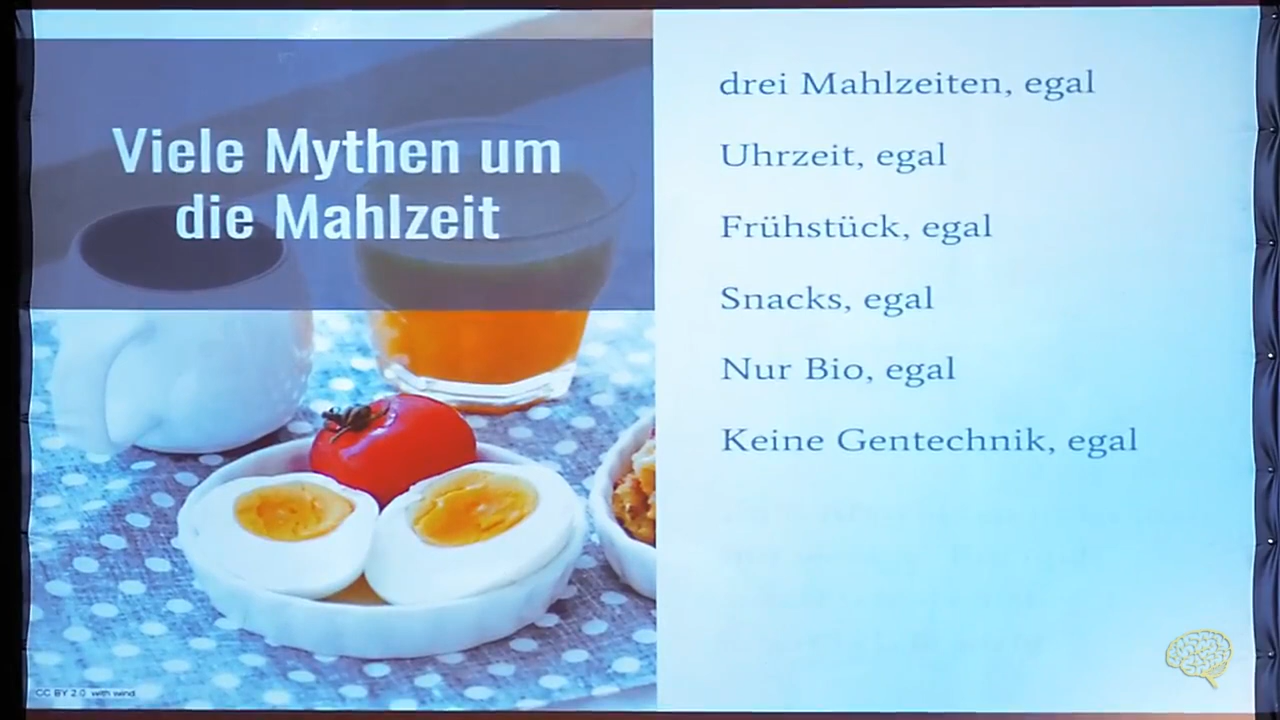 Viele Mythen um
die Mahlzeit
drei Mahlzeiten, egal
Uhrzeit, egal
Frühstück, egal
Snacks, egal
Nur Bio, egal
Keine Gentechnik, egal
CC BY 2.0 with wind